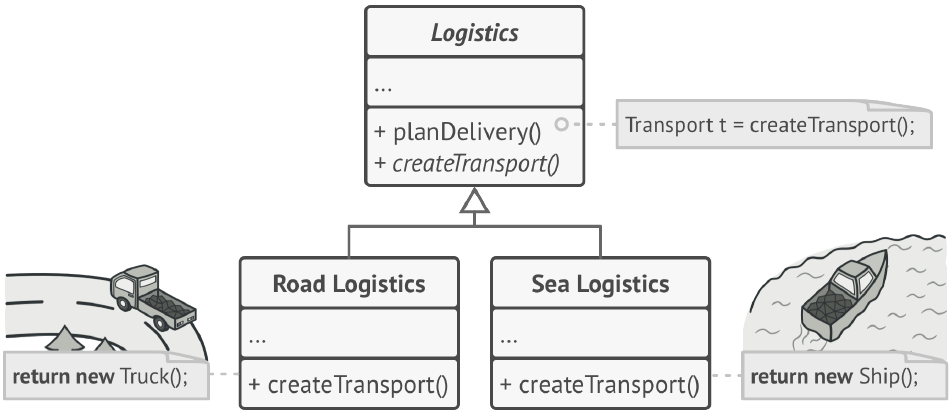 Logistics
...
+ planDelivery()
+ createTransport()
Transport t = createTransport();
Road Logistics
...
+ createTransport()
return new Truck();
Sea Logistics
...
+ createTransport()
return new Ship();